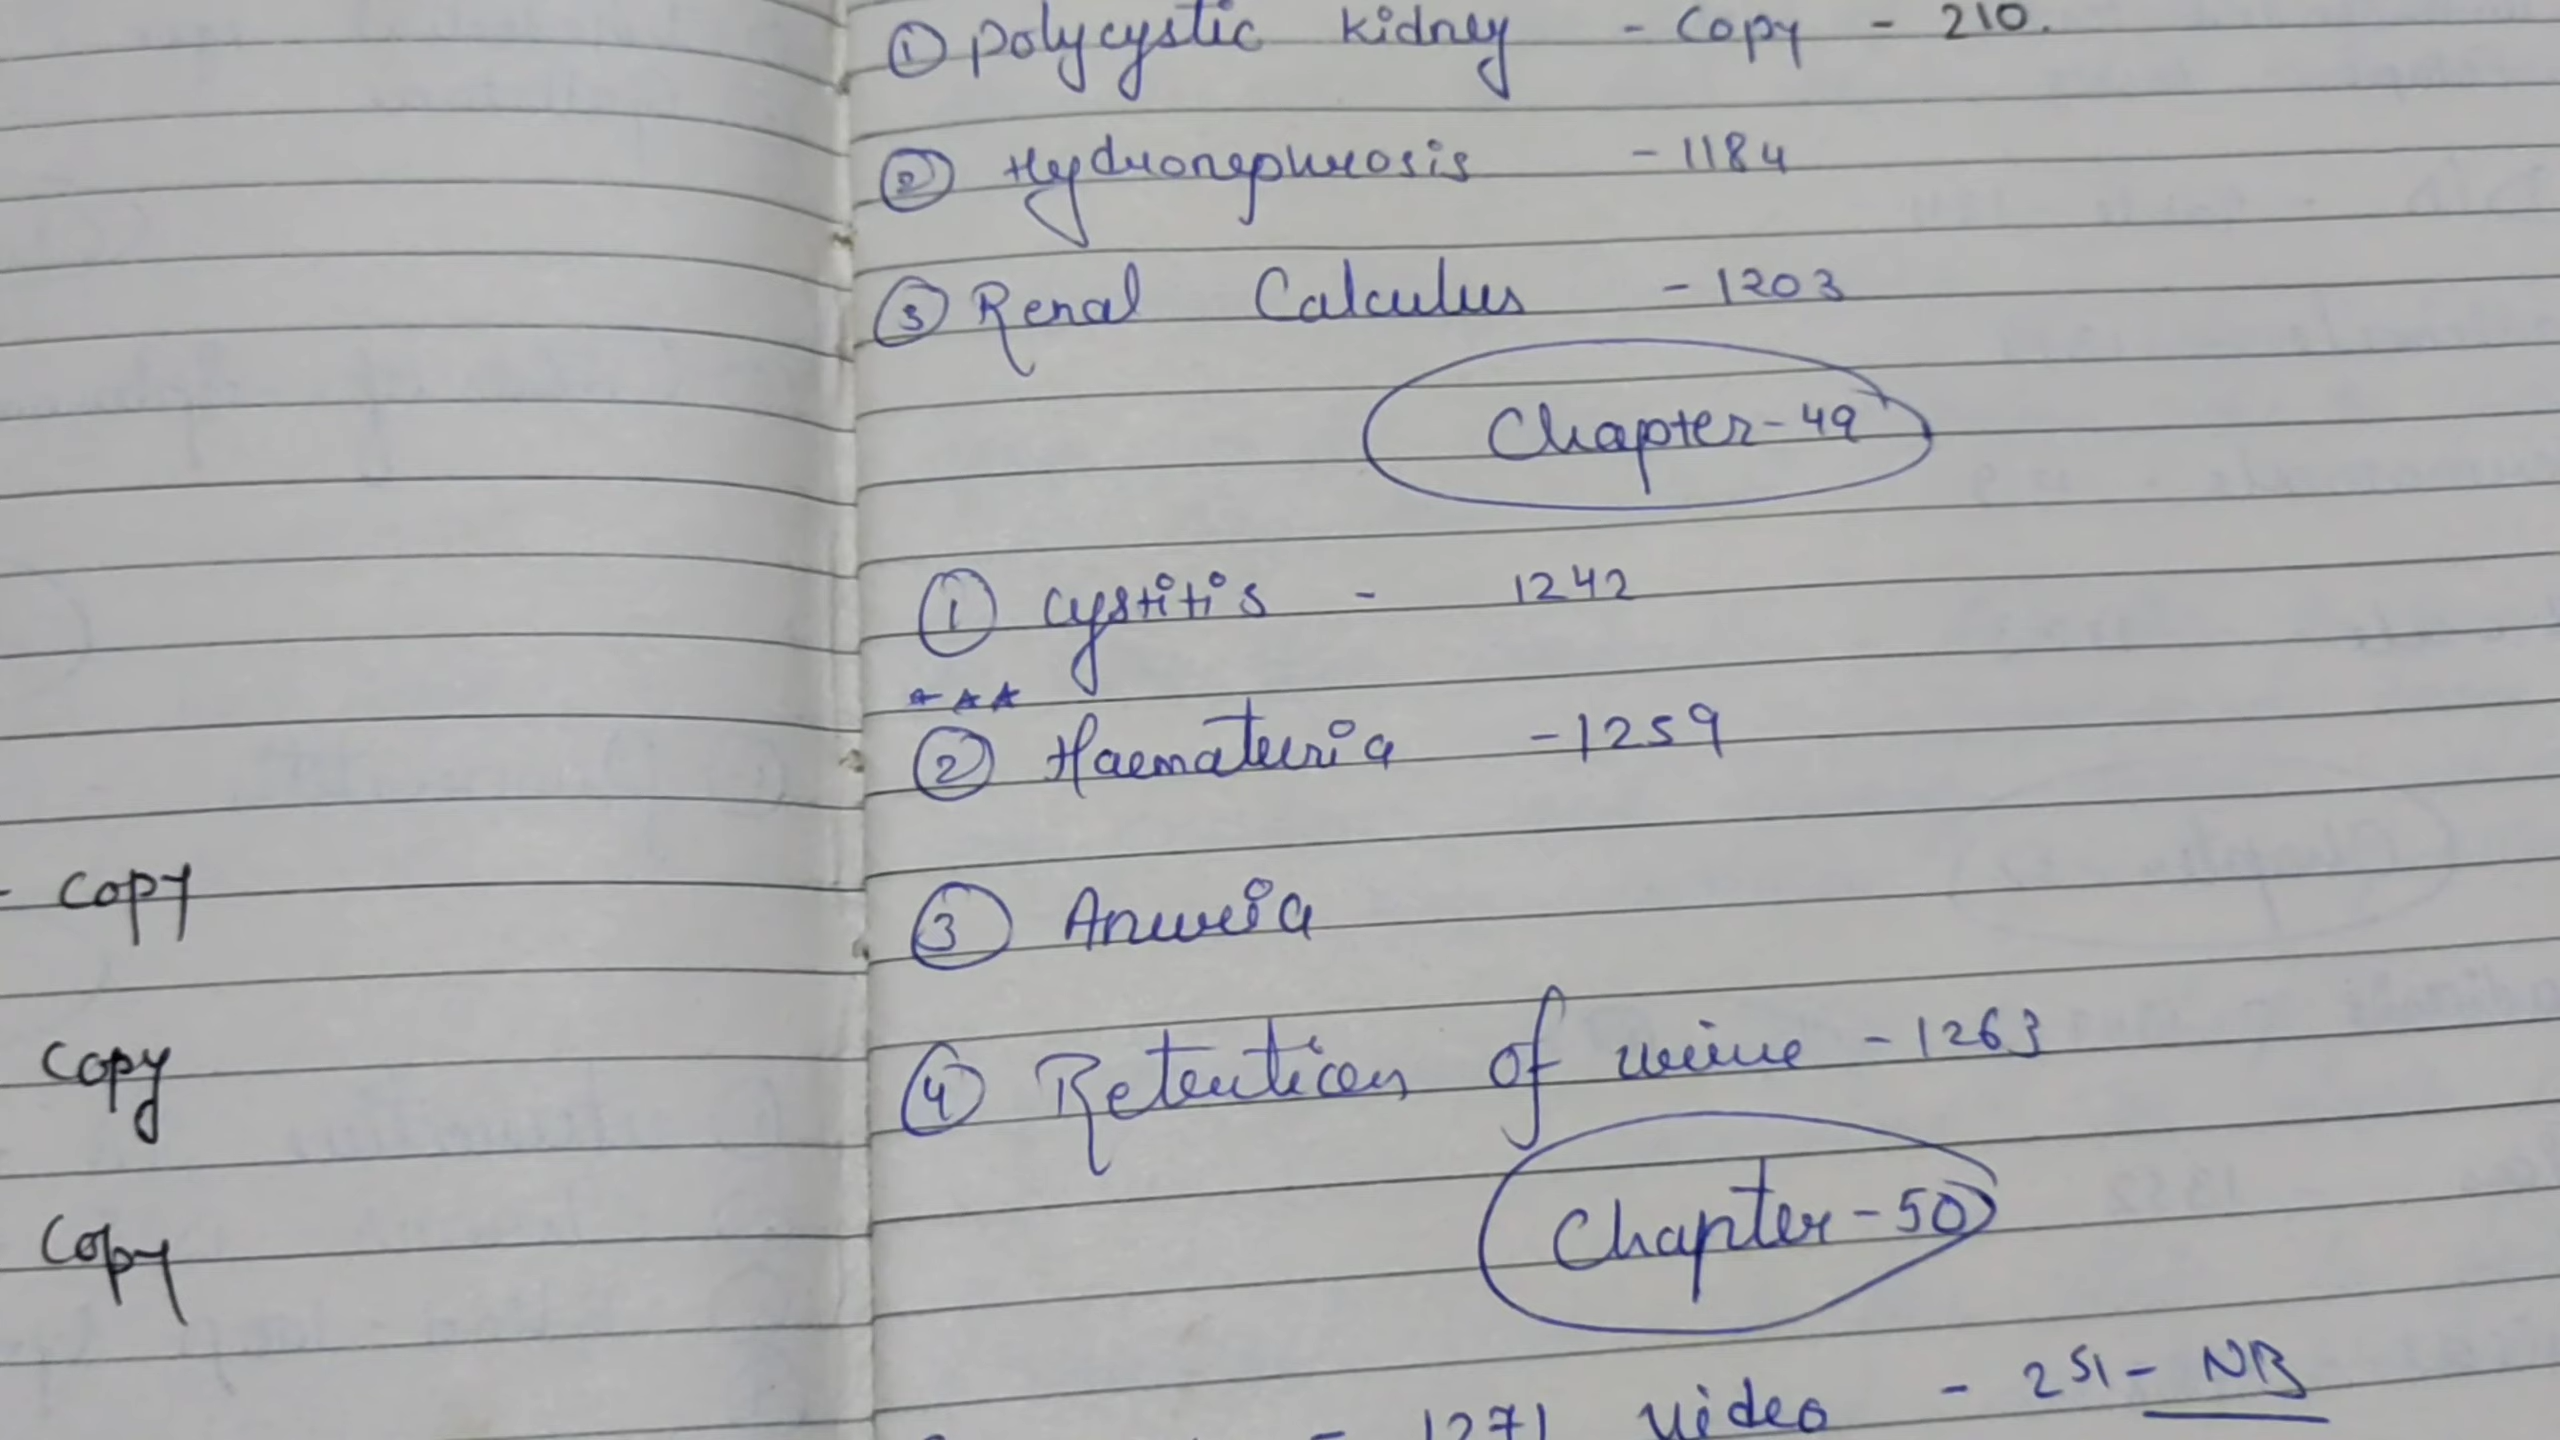 - Copy
Copy
Copy
① Polycystic kidney - Copy - 210.
② Hydronephrosis - 1184
③ Renal Calculus - 1203
Chapter - 49
① Cystitis - 1242
★★★
② Haematuria - 1259
③ Anuria
④ Retention of urine - 1263
Chapter - 50
- 1271 video - 251 - NB